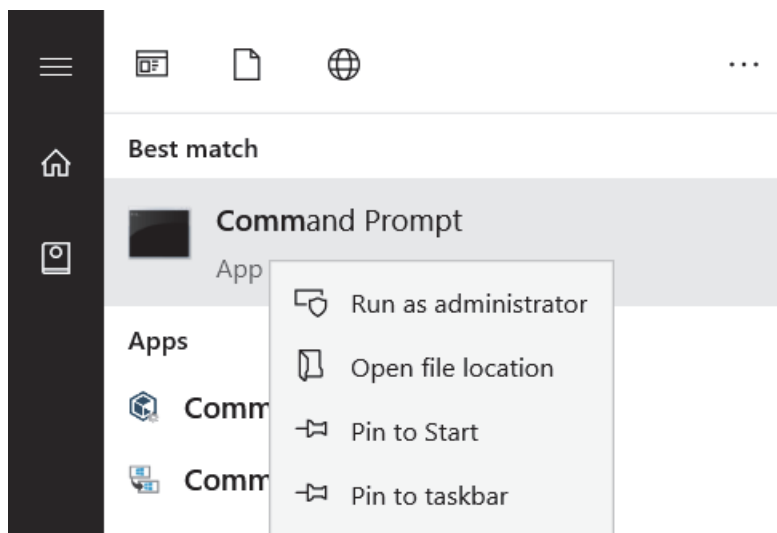 Best match
Command Prompt
App
Run as administrator
Apps
Open file location
Comm
Pin to Start
Comm
Pin to taskbar